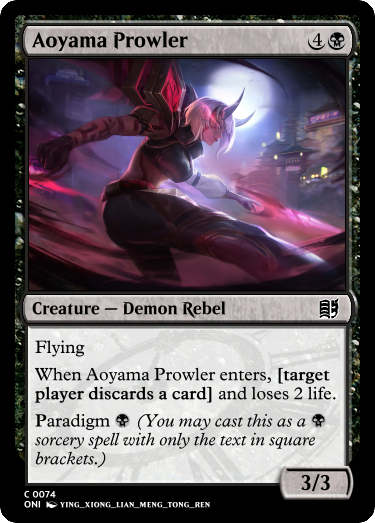 Aoyama Prowler 4
Creature — Demon Rebel
Flying
When Aoyama Prowler enters, [target
player discards a card] and loses 2 life.
Paradigm (You may cast this as a
sorcery spell with only the text in square
brackets.)
3/3
C 0074
ONI YING_XIONG_LIAN_MENG_TONG_REN